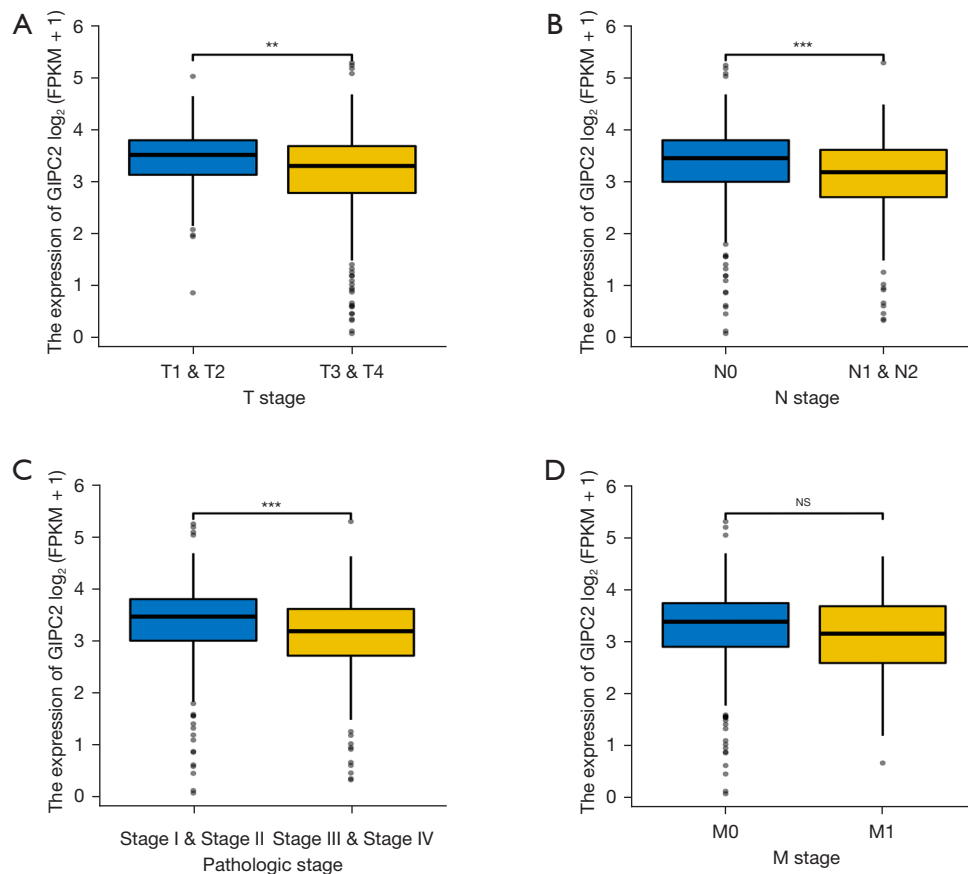 A
The expression of GIPC2 log₂ (FPKM + 1)
6
5
4
3
2
1
0
**
T1 & T2
T3 & T4
T stage
B
The expression of GIPC2 log₂ (FPKM + 1)
6
5
4
3
2
1
0
***
N0
N1 & N2
N stage
C
The expression of GIPC2 log₂ (FPKM + 1)
6
5
4
3
2
1
0
***
Stage I & Stage II
Stage III & Stage IV
Pathologic stage
D
The expression of GIPC2 log₂ (FPKM + 1)
6
5
4
3
2
1
0
NS
M0
M1
M stage